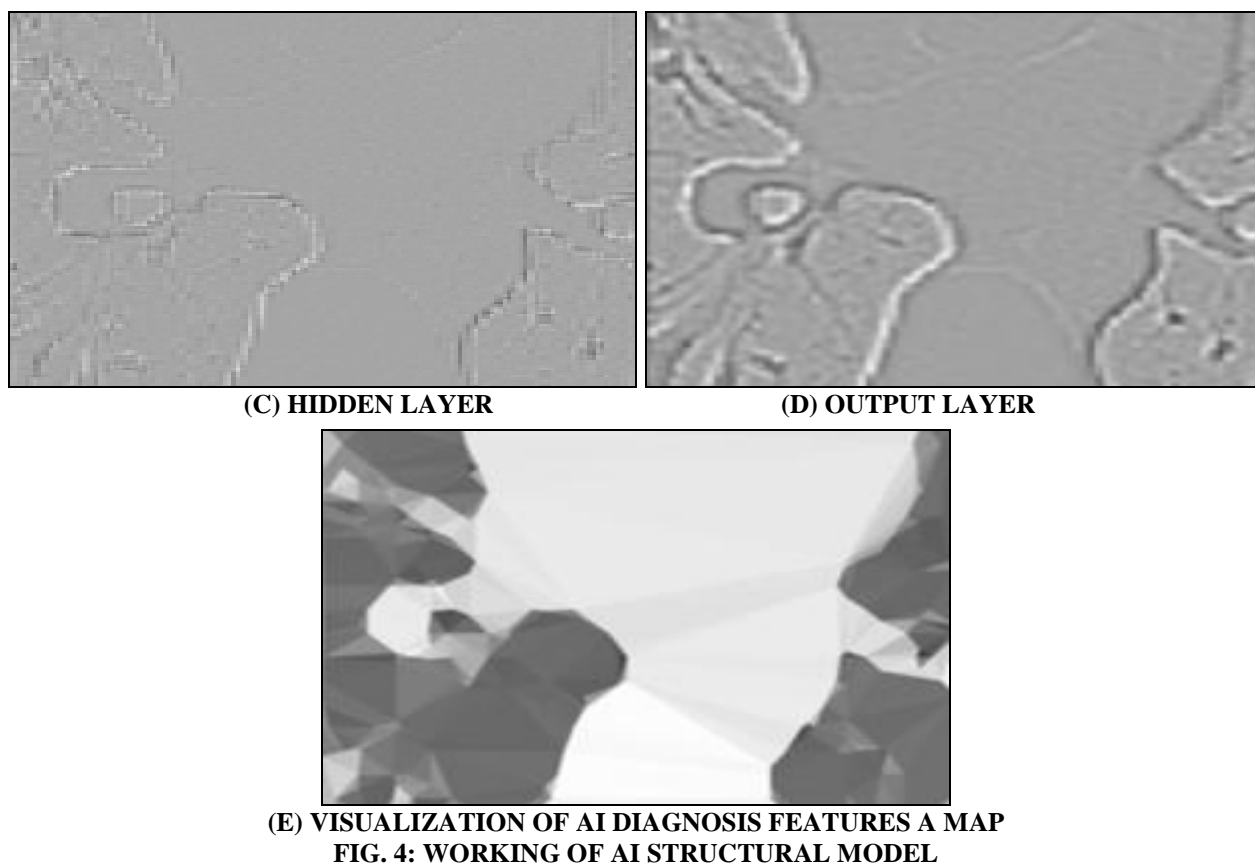 (C) HIDDEN LAYER
(D) OUTPUT LAYER
(E) VISUALIZATION OF AI DIAGNOSIS FEATURES A MAP
FIG. 4: WORKING OF AI STRUCTURAL MODEL